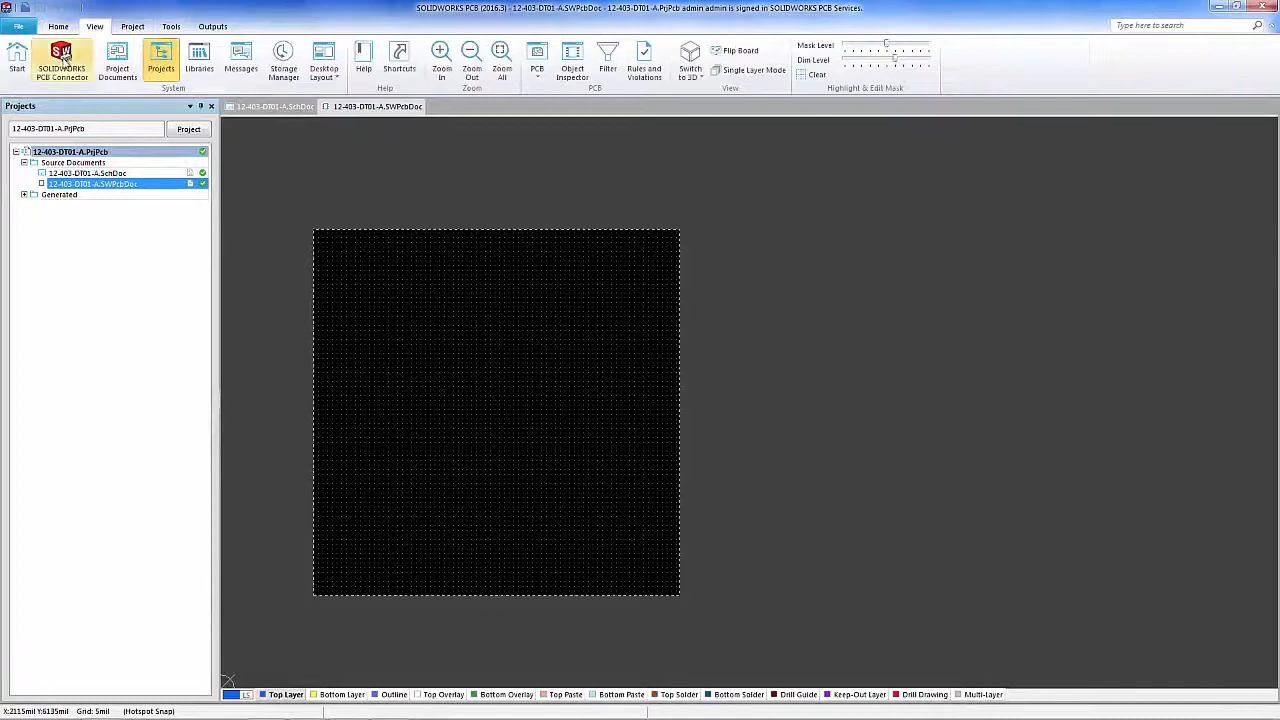 SOLIDWORKS PCB (2016.3) - 12-403-DT01-A.SWPcbDoc - 12-403-DT01-A.PrjPcb admin admin is signed in SOLIDWORKS PCB Services.
File Home View Project Tools Outputs
Type here to search
Start
SOLIDWORKS PCB Connector
Project Documents
Projects
Libraries
Messages
Storage Manager
Desktop Layout
Help
Shortcuts
Zoom In
Zoom Out
Zoom All
PCB
Object Inspector
Filter
Rules and Violations
Switch to 3D
Flip Board
Single Layer Mode
Mask Level
Dim Level
Clear
System
Help
Zoom
PCB
View
Highlight & Edit Mask
Projects
12-403-DT01-A.SchDoc
12-403-DT01-A.SWPcbDoc
12-403-DT01-A.PrjPcb
Project
12-403-DT01-A.PrjPcb
Source Documents
12-403-DT01-A.SchDoc
12-403-DT01-A.SWPcbDoc
Generated
LS Top Layer Bottom Layer Outline Top Overlay Bottom Overlay Top Paste Bottom Paste Top Solder Bottom Solder Drill Guide Keep-Out Layer Drill Drawing Multi-Layer
X:2115mil Y:6135mil Grid: 5mil (Hotspot Snap)